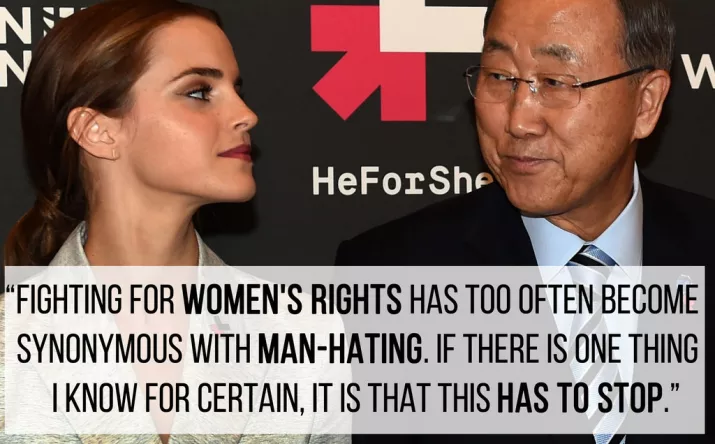 N
N
W
HeForShe
“FIGHTING FOR WOMEN'S RIGHTS HAS TOO OFTEN BECOME
SYNONYMOUS WITH MAN-HATING. IF THERE IS ONE THING
I KNOW FOR CERTAIN, IT IS THAT THIS HAS TO STOP.”